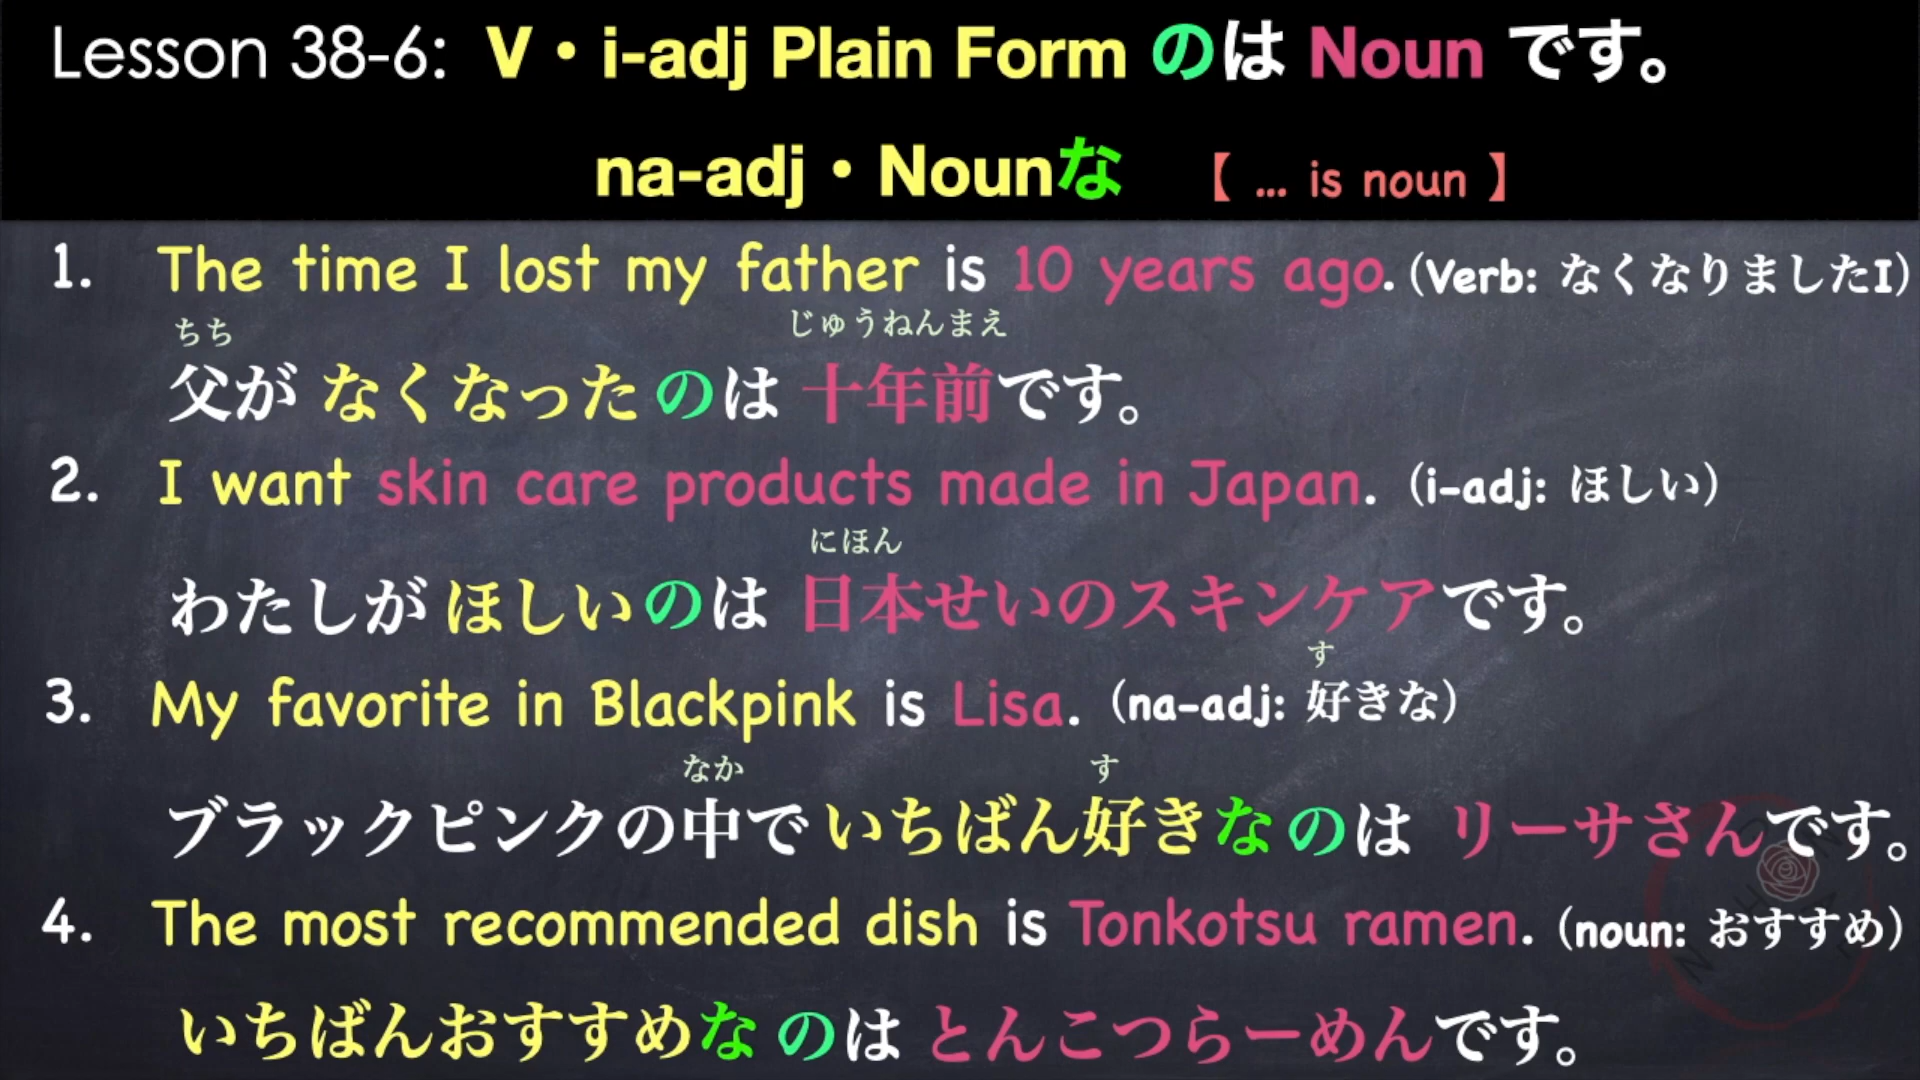 Lesson 38-6: V・i-adj Plain Form のは Noun です。
na-adj・Nounな 【 ... is noun 】
1. The time I lost my father is 10 years ago. (Verb: なくなりましたI)
ちち じゅうねんまえ
父が なくなった のは 十年前です。
2. I want skin care products made in Japan. (i-adj: ほしい)
にほん
わたしが ほしいのは 日本せいのスキンケアです。
す
3. My favorite in Blackpink is Lisa. (na-adj: 好きな)
なか す
ブラックピンクの中で いちばん好きな のは リーサさんです。
4. The most recommended dish is Tonkotsu ramen. (noun: おすすめ)
いちばんおすすめな のは とんこつらーめんです。